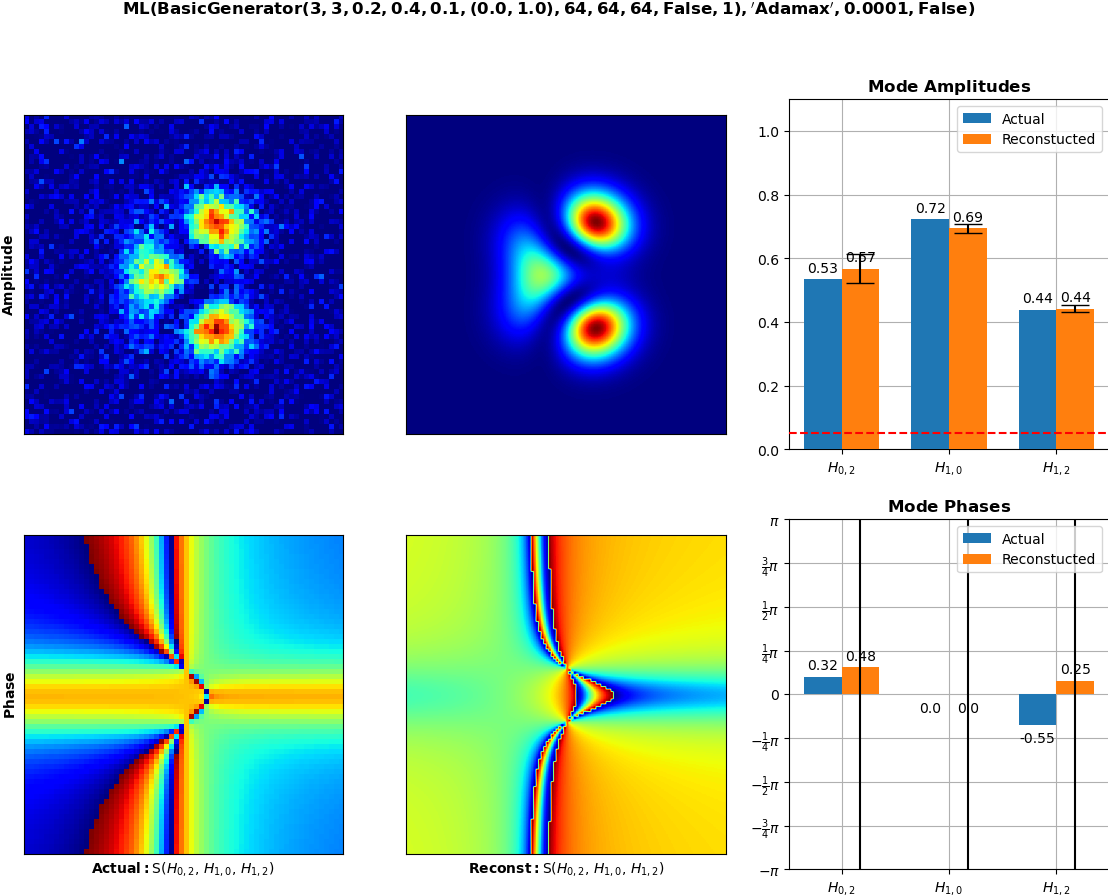 ML(BasicGenerator(3, 3, 0.2, 0.4, 0.1, (0.0, 1.0), 64, 64, 64, False, 1), ′Adamax′, 0.0001, False)
Amplitude
Mode Amplitudes
Actual
Reconstucted
1.0
0.8
0.6
0.4
0.2
0.0
0.53
0.57
0.72
0.69
0.44
0.44
H0,2
H1,0
H1,2
Phase
Actual: S(H0,2, H1,0, H1,2)
Reconst: S(H0,2, H1,0, H1,2)
Mode Phases
Actual
Reconstucted
π
3/4π
1/2π
1/4π
0
−1/4π
−1/2π
−3/4π
−π
0.32
0.48
0.0
0.0
-0.55
0.25
H0,2
H1,0
H1,2